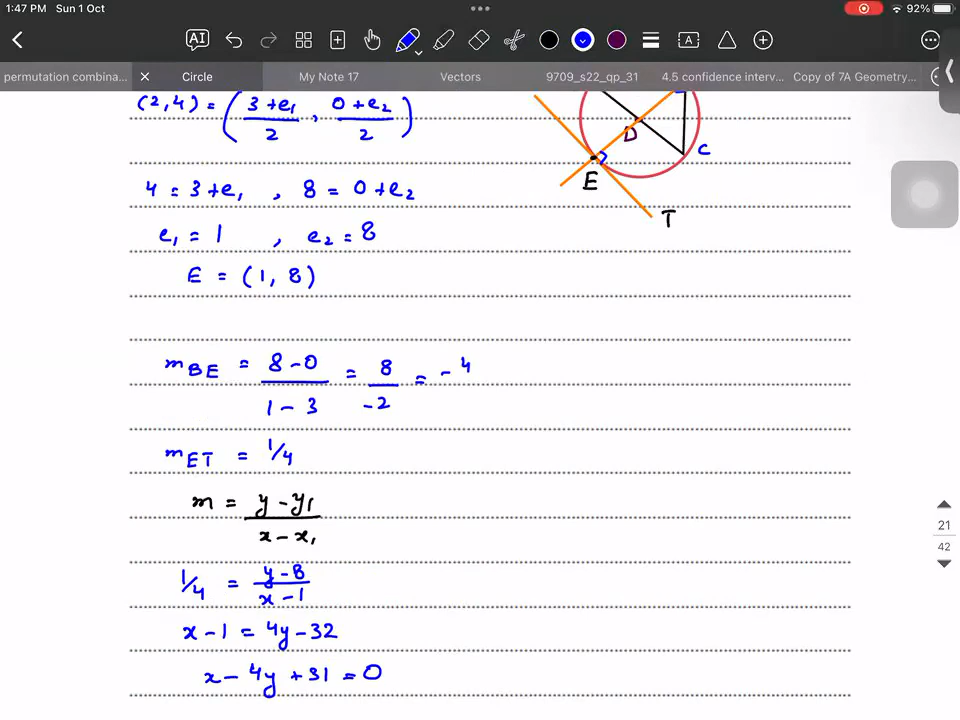 1:47 PM Sun 1 Oct
92%
AI
A
permutation combina...
Circle
My Note 17
Vectors
9709_s22_qp_31
4.5 confidence interv...
Copy of 7A Geometry...
(2,4) = (3+e₁/2 , 0+e₂/2)
D
C
E
T
4 = 3+e₁ , 8 = 0+e₂
e₁ = 1 , e₂ = 8
E = (1, 8)
m BE = 8-0/1-3 = 8/-2 = -4
m ET = 1/4
m = y-y₁/x-x₁
1/4 = y-8/x-1
x-1 = 4y-32
x-4y+31=0
21
42